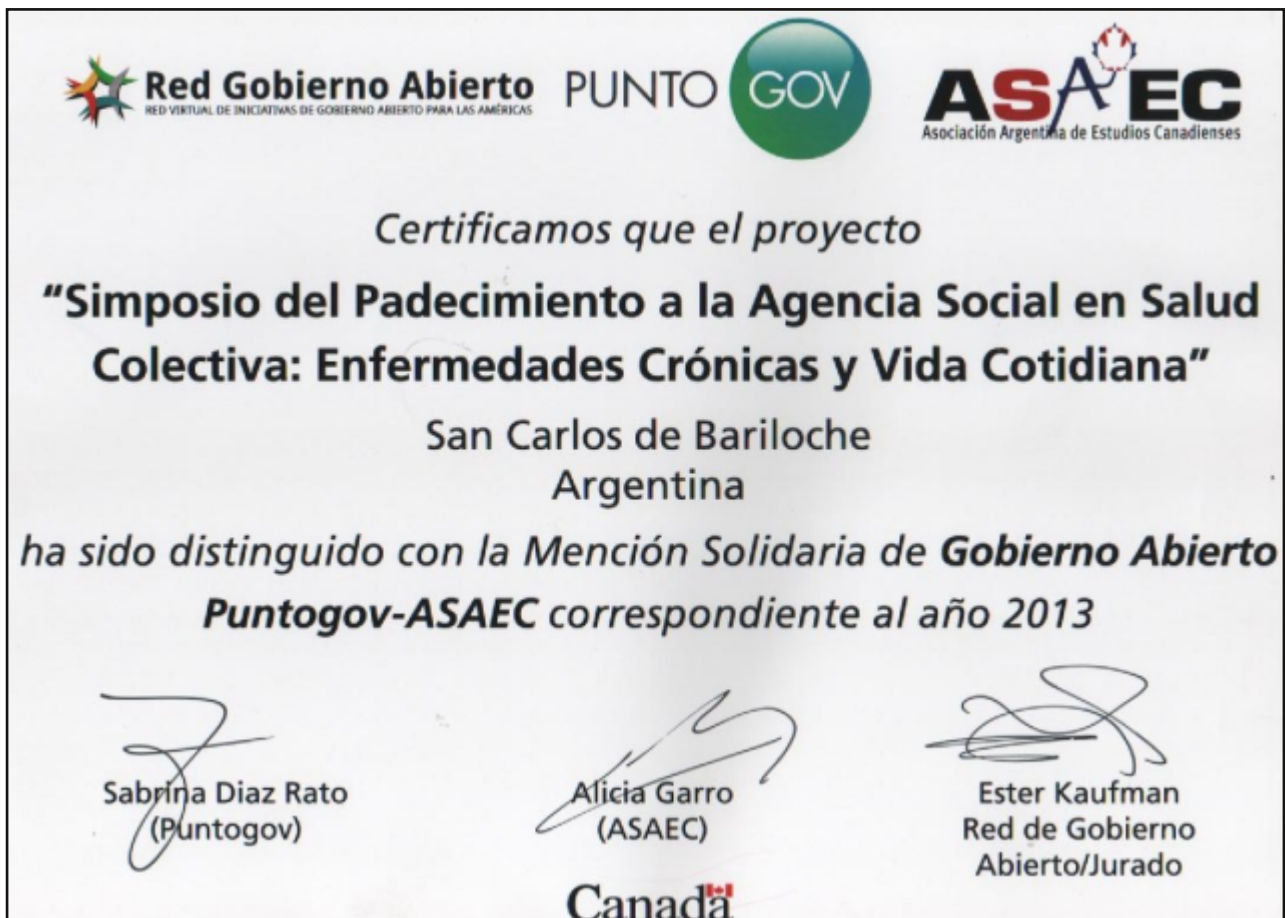 Red Gobierno Abierto
RED VIRTUAL DE INICIATIVAS DE GOBIERNO ABIERTO PARA LAS AMÉRICAS
PUNTO GOV
ASAEC
Asociación Argentina de Estudios Canadienses
Certificamos que el proyecto
"Simposio del Padecimiento a la Agencia Social en Salud
Colectiva: Enfermedades Crónicas y Vida Cotidiana"
San Carlos de Bariloche
Argentina
ha sido distinguido con la Mención Solidaria de Gobierno Abierto
Puntogov-ASAEC correspondiente al año 2013
Sabrina Diaz Rato
(Puntogov)
Alicia Garro
(ASAEC)
Ester Kaufman
Red de Gobierno
Abierto/Jurado
Canada